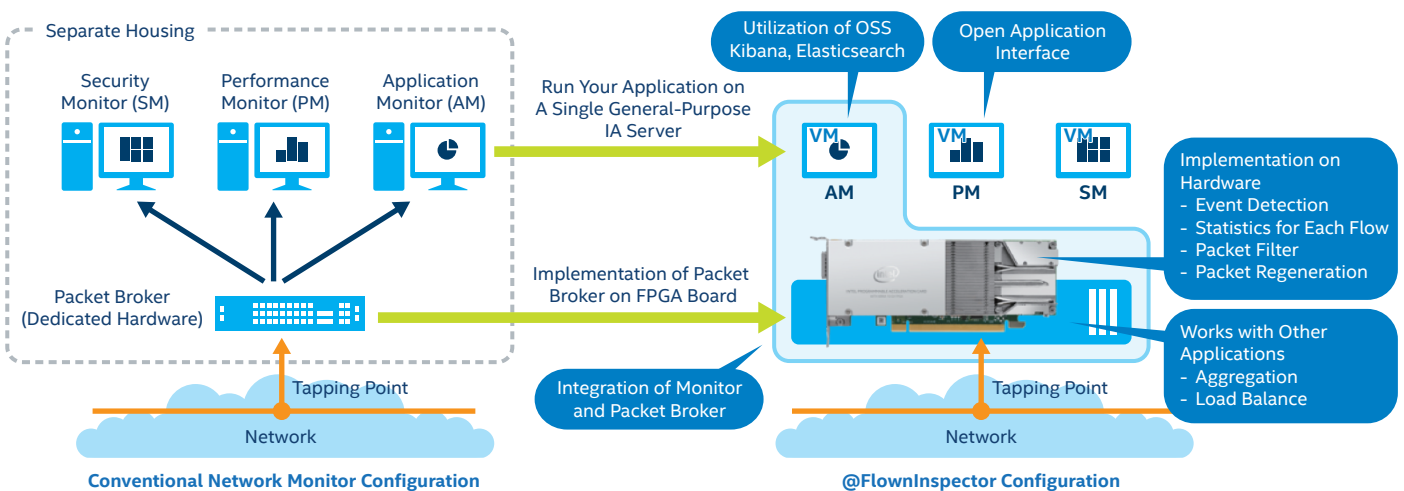 Separate Housing
Security
Monitor (SM)
Performance
Monitor (PM)
Application
Monitor (AM)
Packet Broker
(Dedicated Hardware)
Tapping Point
Network
Conventional Network Monitor Configuration
Run Your Application on
A Single General-Purpose
IA Server
Implementation of Packet
Broker on FPGA Board
Integration of Monitor
and Packet Broker
Utilization of OSS
Kibana, Elasticsearch
Open Application
Interface
VM
AM
VM
PM
VM
SM
Implementation on
Hardware
- Event Detection
- Statistics for Each Flow
- Packet Filter
- Packet Regeneration
Works with Other
Applications
- Aggregation
- Load Balance
Tapping Point
Network
@FlownInspector Configuration